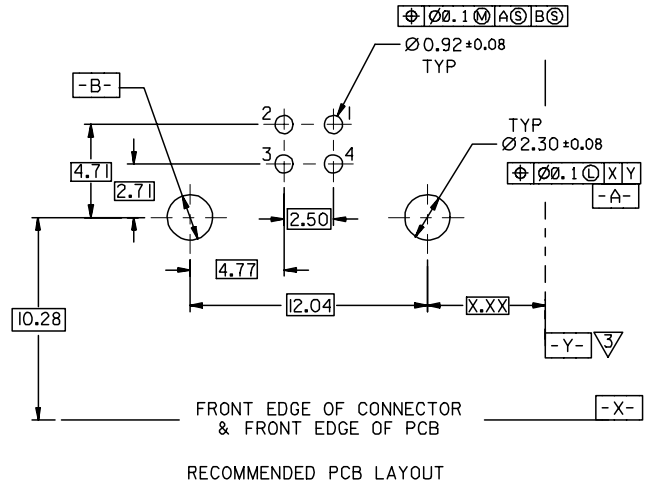 ⌖ Ø0.1 Ⓜ A Ⓢ B Ⓢ
Ø0.92 ±0.08
TYP
-B-
2 1
3 4
TYP
Ø2.30 ±0.08
⌖ Ø0.1 Ⓛ X Y
-A-
4.71
2.71
2.50
4.77
12.04
X.XX
10.28
-Y- 3
FRONT EDGE OF CONNECTOR
& FRONT EDGE OF PCB
-X-
RECOMMENDED PCB LAYOUT